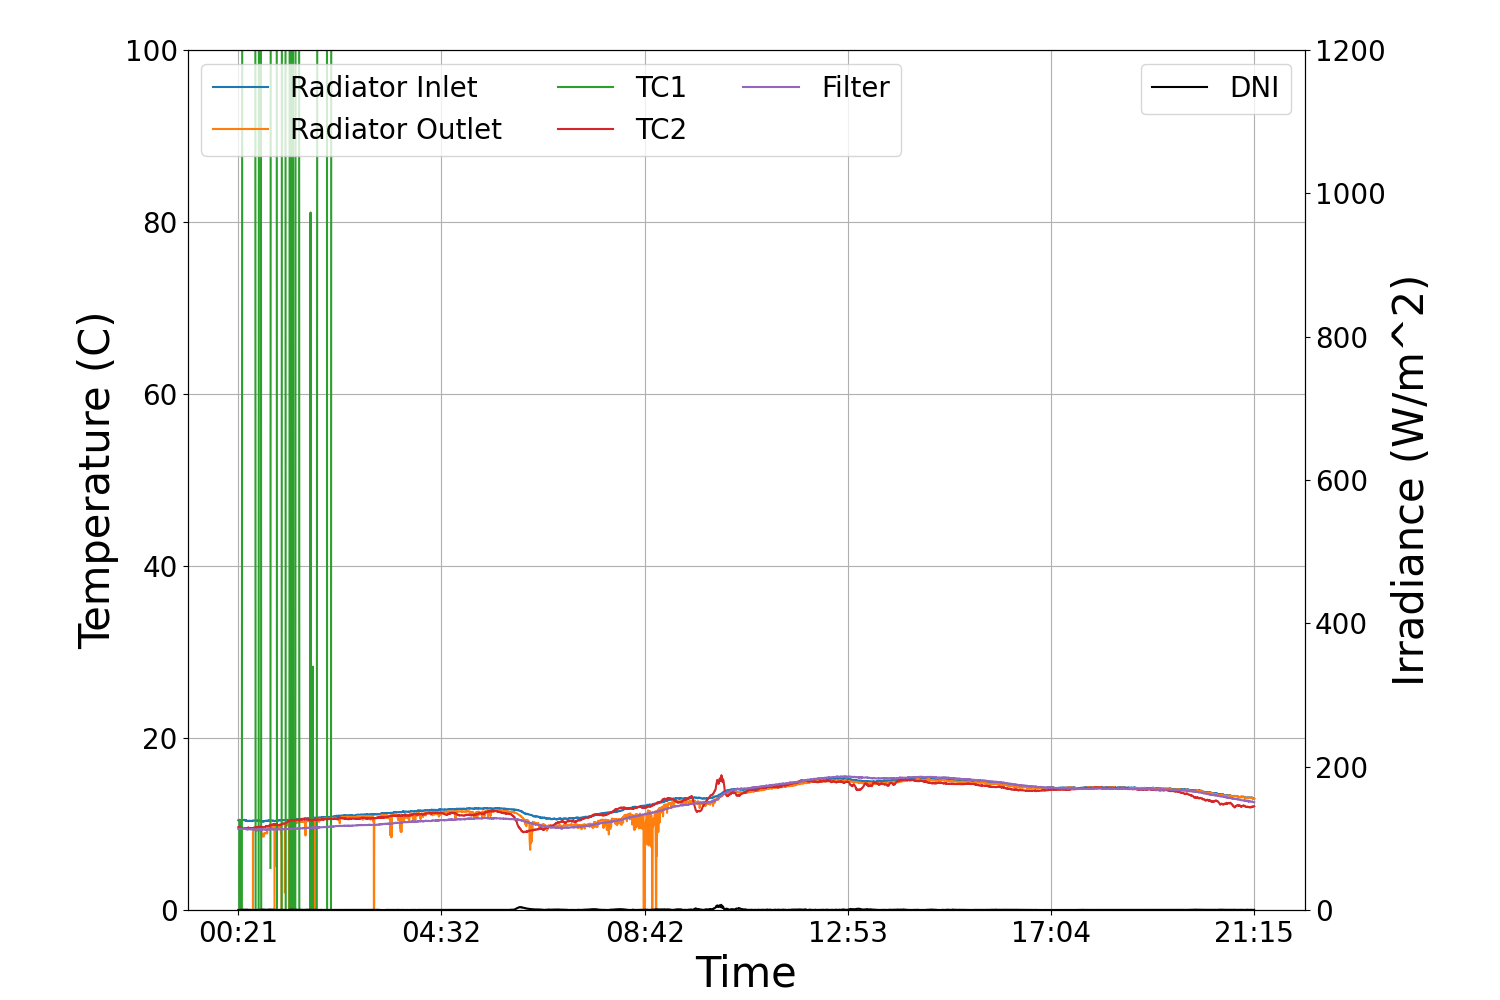 100
80
60
40
20
0
Temperature (C)
Radiator Inlet
Radiator Outlet
TC1
TC2
Filter
DNI
1200
1000
800
600
400
200
0
Irradiance (W/m^2)
00:21 04:32 08:42 12:53 17:04 21:15
Time